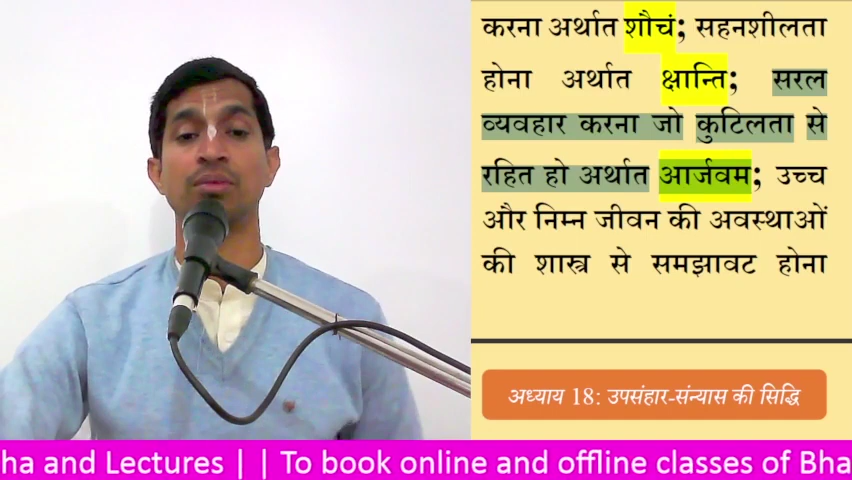 करना अर्थात शौचं; सहनशीलता
होना अर्थात क्षान्ति; सरल
व्यवहार करना जो कुटिलता से
रहित हो अर्थात आर्जवम; उच्च
और निम्न जीवन की अवस्थाओं
की शास्त्र से समझावट होना
अध्याय 18: उपसंहार-संन्यास की सिद्धि
ha and Lectures | | To book online and offline classes of Bha